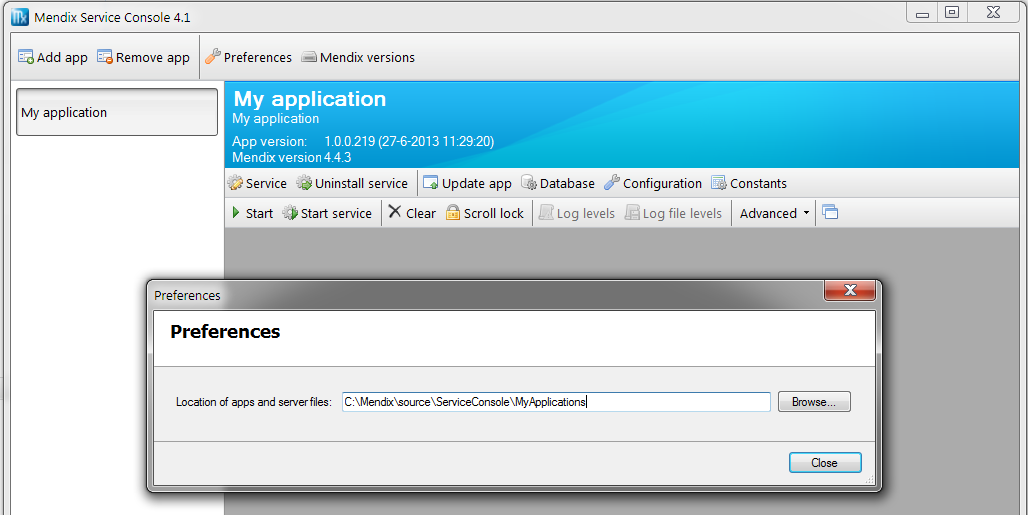 Mendix Service Console 4.1
Add app Remove app Preferences Mendix versions
My application
My application
My application
App version: 1.0.0.219 (27-6-2013 11:29:20)
Mendix version 4.4.3
Service Uninstall service Update app Database Configuration Constants
Start Start service Clear Scroll lock Log levels Log file levels Advanced
Preferences
Preferences
Location of apps and server files: C:\Mendix\source\ServiceConsole\MyApplications
Browse...
Close